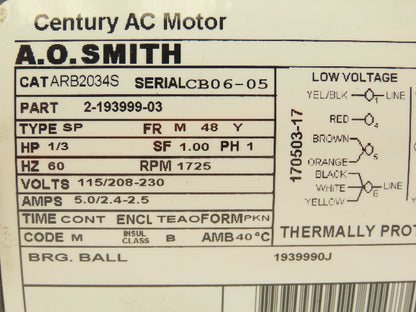 Century AC Motor
A.O.SMITH
CAT ARB2034S SERIAL CB06-05
PART 2-193999-03
TYPE SP FR M 48 Y
HP 1/3 SF 1.00 PH 1
HZ 60 RPM 1725
VOLTS 115/208-230
AMPS 5.0/2.4-2.5
TIME CONT ENCL TEAO FORM PKN
CODE M INSUL CLASS B AMB 40°C
BRG. BALL 1939990J
170503-17
LOW VOLTAGE
YEL/BLK 1 LINE
RED 4
BROWN
5
ORANGE
BLACK
WHITE 6 LINE
YELLOW
THERMALLY PROT